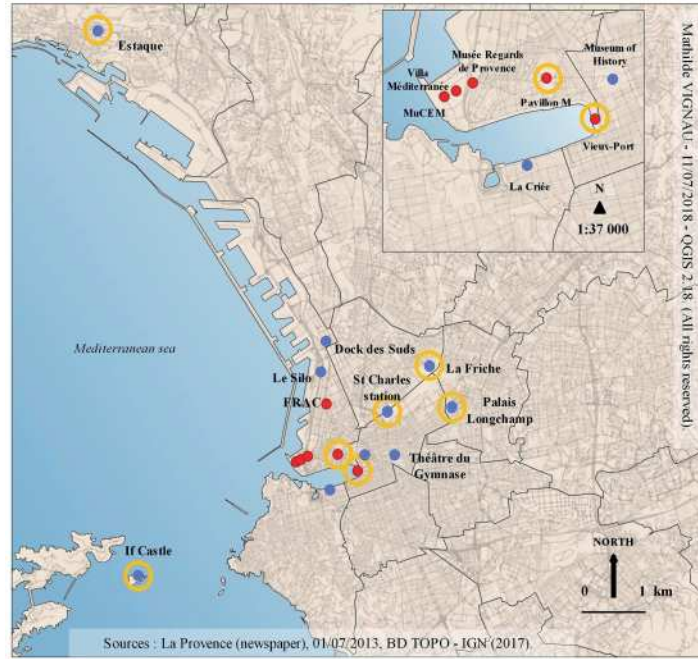 Estaque
Villa
Méditerranée
MuCEM
Musée Regards
de Provence
Pavillon M
Museum of
History
Vieux-Port
La Criée
N
1:37 000
Mathilde VIGNAU - 11/07/2018 - QGIS 2.18 (All rights reserved).
Mediterranean sea
Dock des Suds
Le Silo
St Charles
station
La Friche
FRAC
Palais
Longchamp
Théâtre du
Gymnase
If Castle
NORTH
0 1 km
Sources : La Provence (newspaper), 01/07/2013, BD TOPO - IGN (2017).